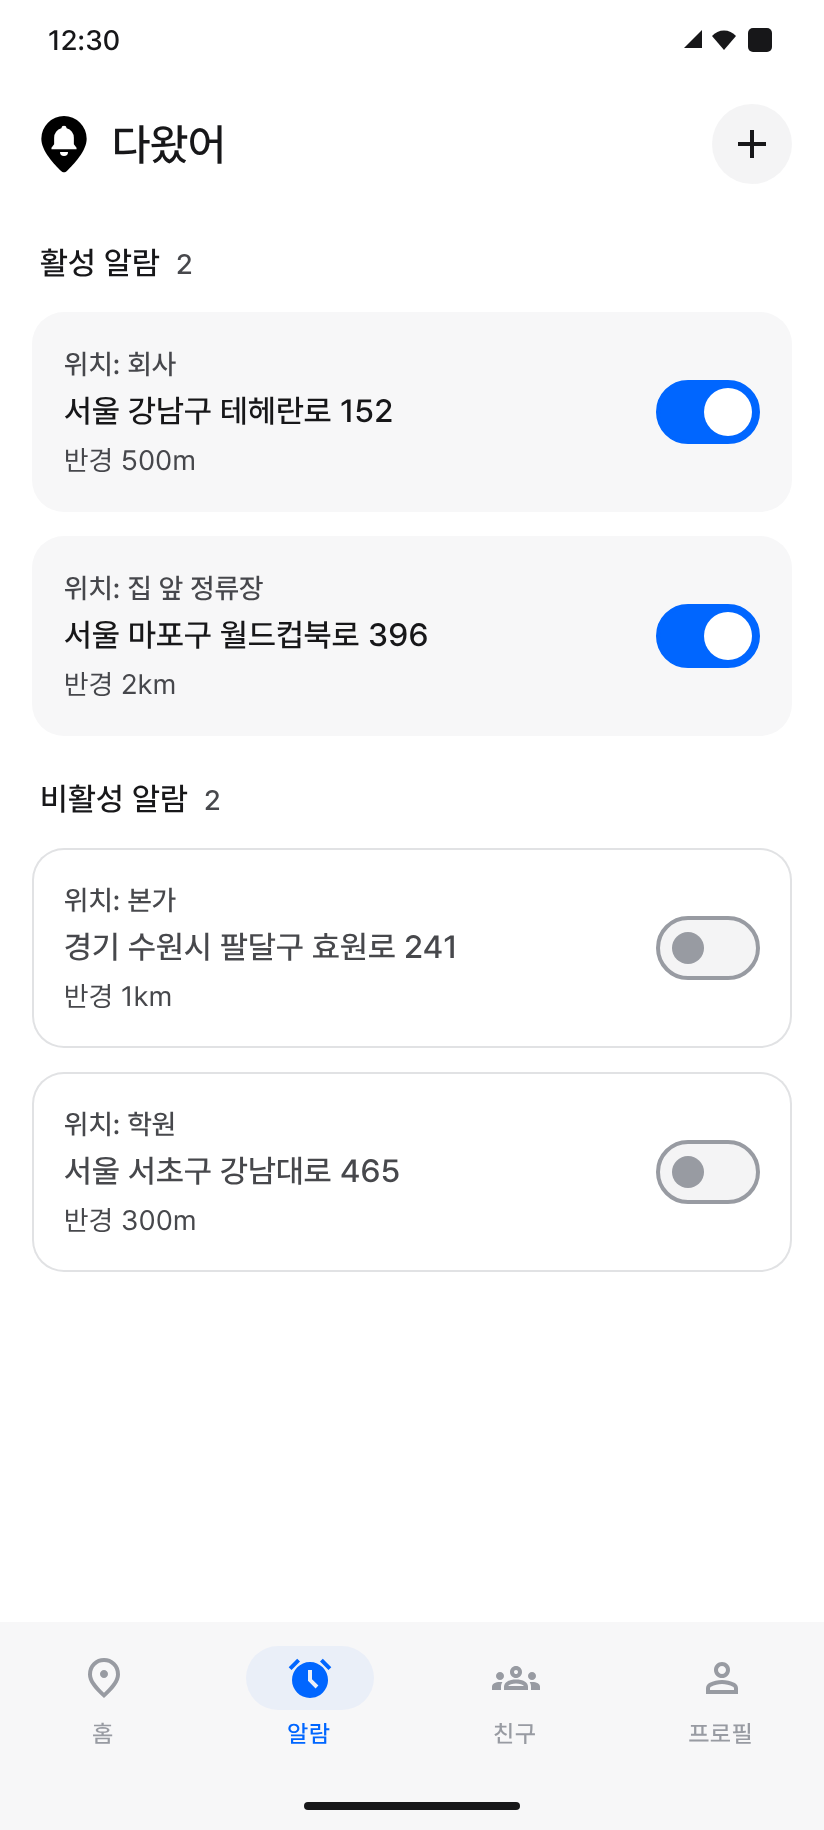 12:30
다왔어
활성 알람 2
위치: 회사
서울 강남구 테헤란로 152
반경 500m
위치: 집 앞 정류장
서울 마포구 월드컵북로 396
반경 2km
비활성 알람 2
위치: 본가
경기 수원시 팔달구 효원로 241
반경 1km
위치: 학원
서울 서초구 강남대로 465
반경 300m
홈 알람 친구 프로필